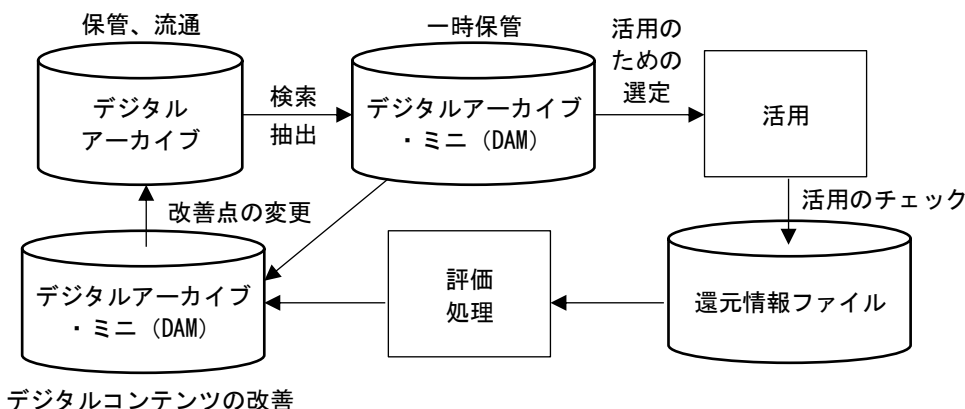 保管、流通
デジタル
アーカイブ
検索
抽出
一時保管
デジタルアーカイブ
・ミニ(DAM)
活用の
ための
選定
活用
活用のチェック
還元情報ファイル
評価
処理
改善点の変更
デジタルアーカイブ
・ミニ(DAM)
デジタルコンテンツの改善